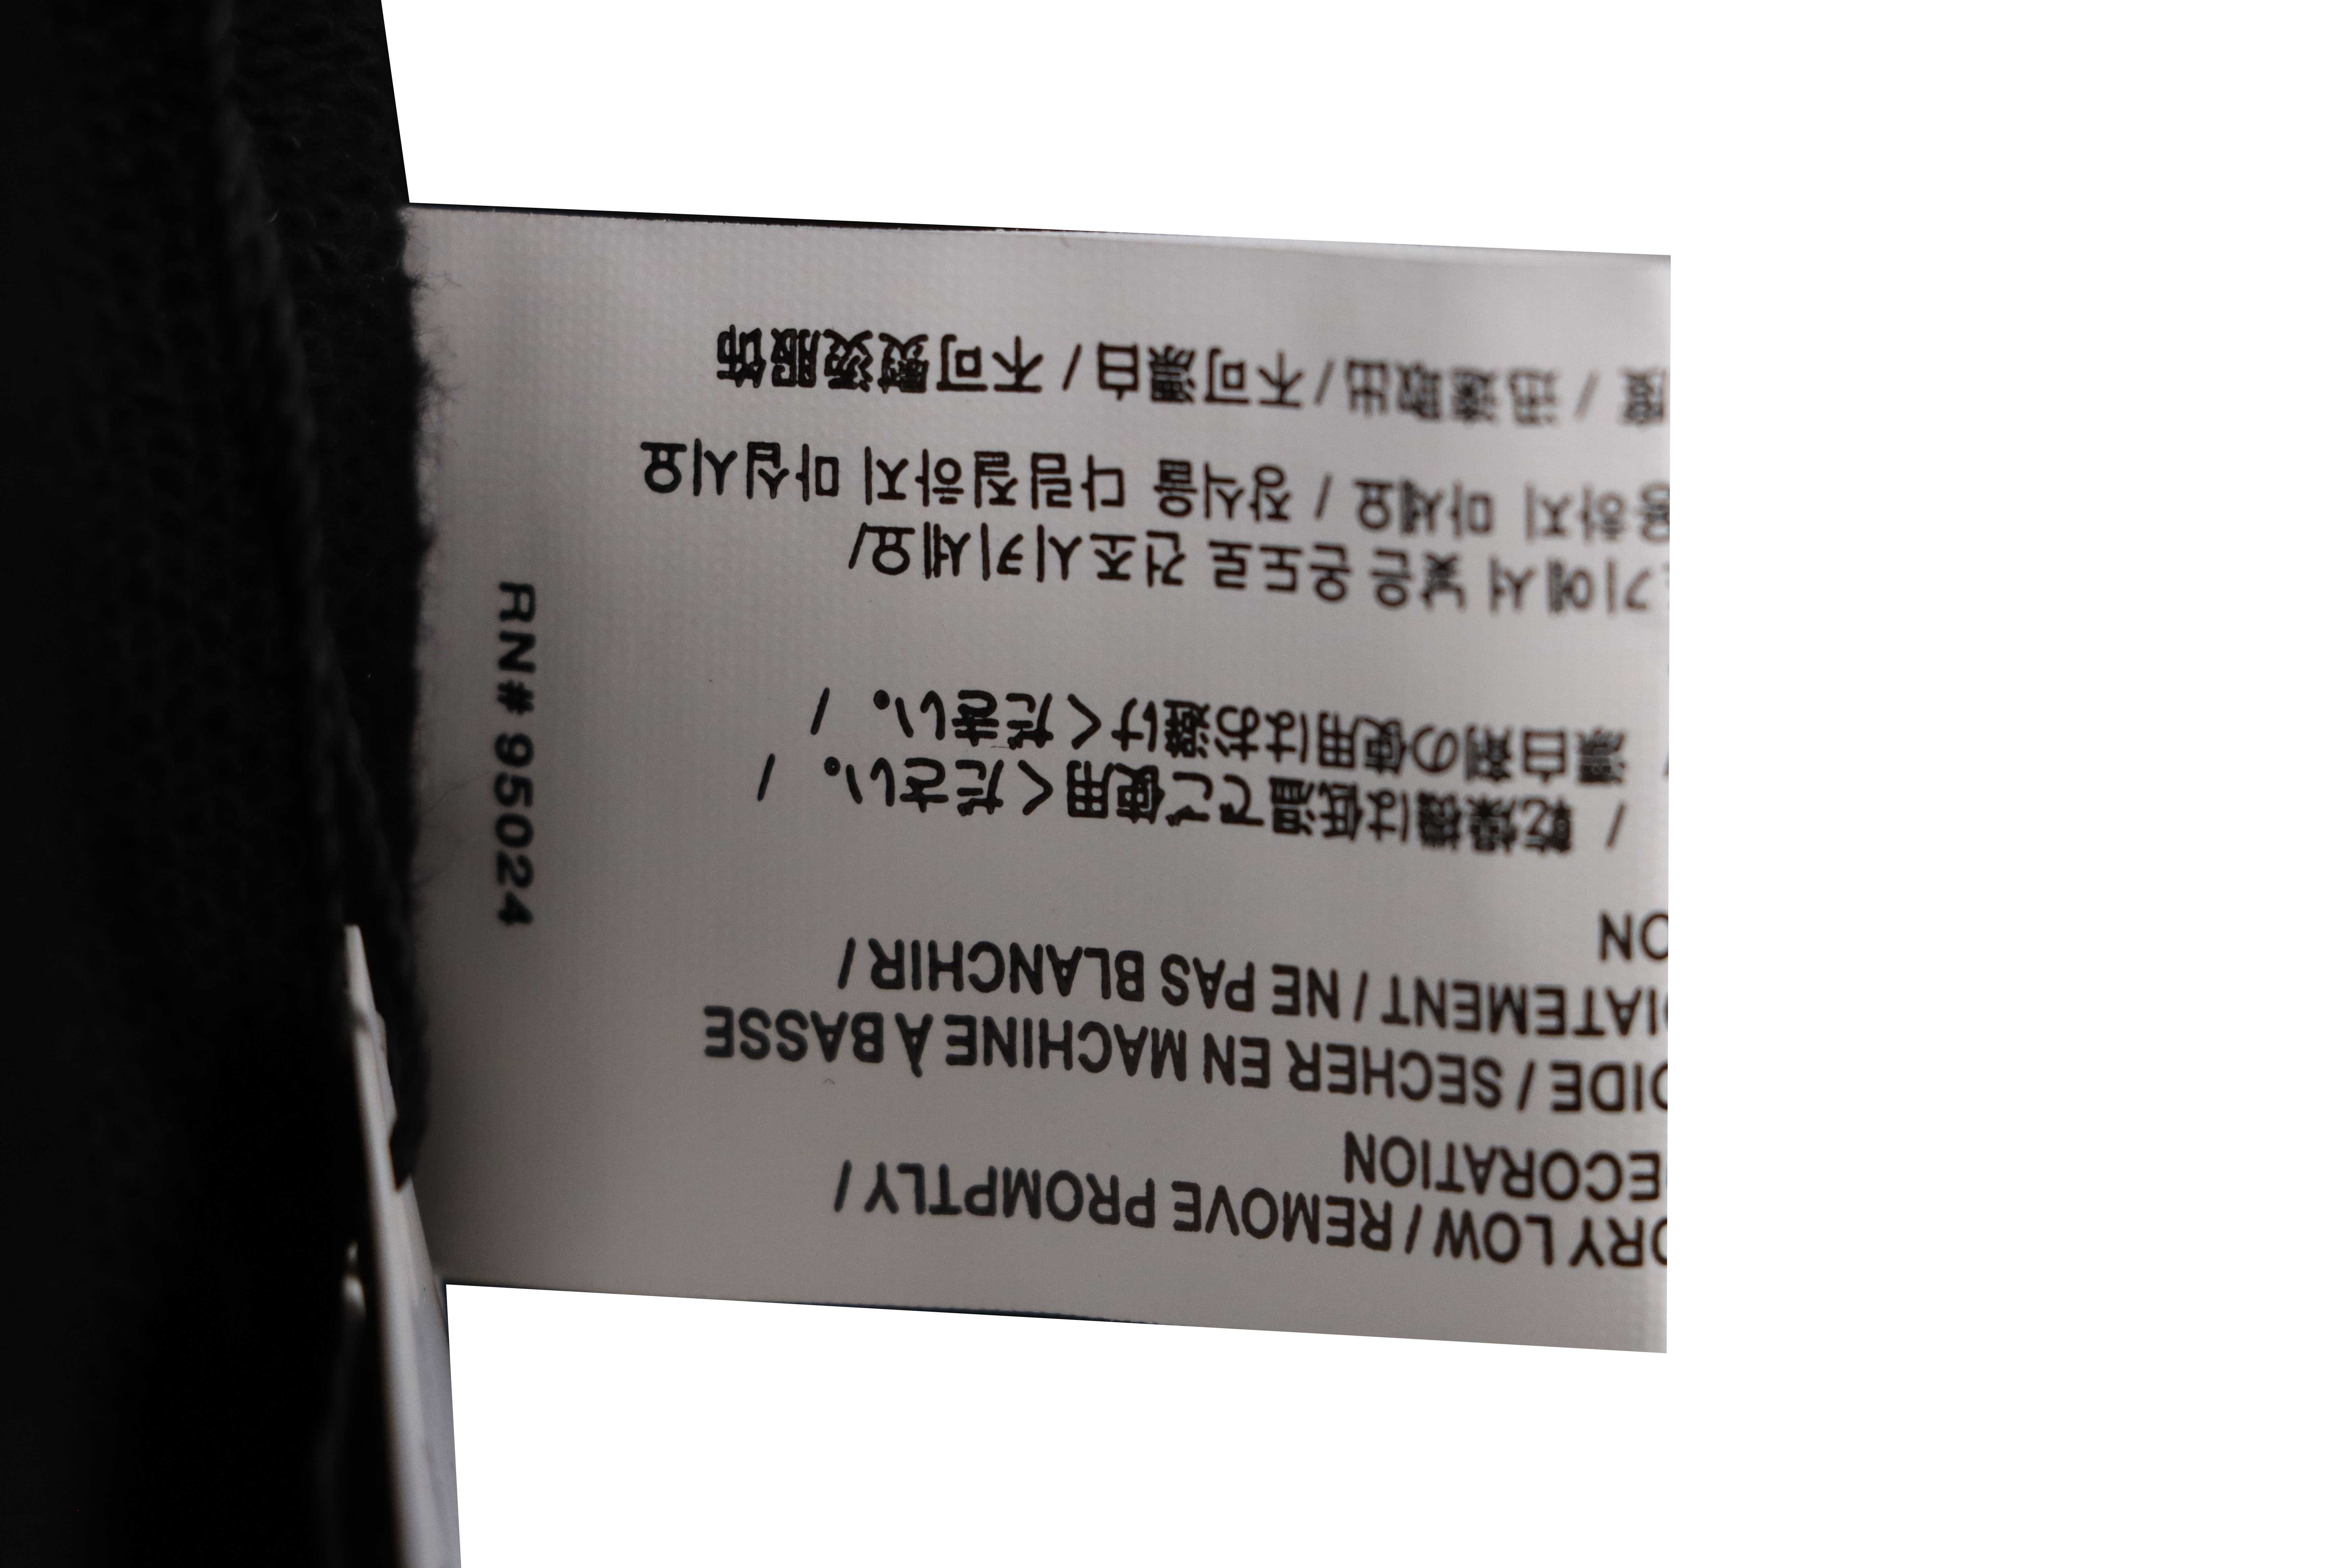 DRY LOW / REMOVE PROMPTLY /
ECORATION
OIDE / SECHER EN MACHINE À BASSE
DIATEMENT / NE PAS BLANCHIR /
ON
/ 乾燥機は低温でご使用ください。 /
/ 漂白剤の使用はお避けください。 /
기에서 낮은 온도로 건조시키세요/
용하지 마세요 / 장식을 다림질하지 마십시오
度 / 迅速取出/不可漂白/ 不可熨烫服饰
RN# 95024